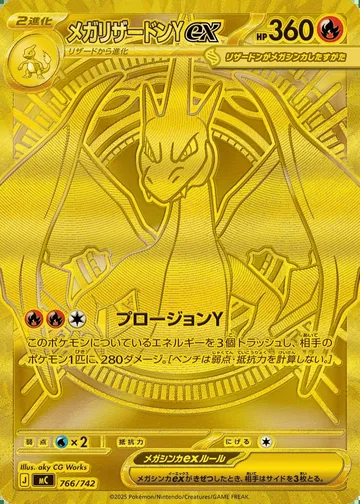 2進化
メガリザードンYex
HP360
リザードから進化
リザードンがメガシンカしたすがた
プロージョンY
このポケモンについているエネルギーを3個トラッシュし、相手の
ポケモン1匹に、280ダメージ。[ベンチは弱点・抵抗力を計算しない。]
弱点 ×2 抵抗力 にげる
Illus. aky CG Works
J MC 766/742
メガシンカexルール
メガシンカexがきぜつしたとき、相手はサイドを3枚とる。
©2025 Pokémon/Nintendo/Creatures/GAME FREAK.